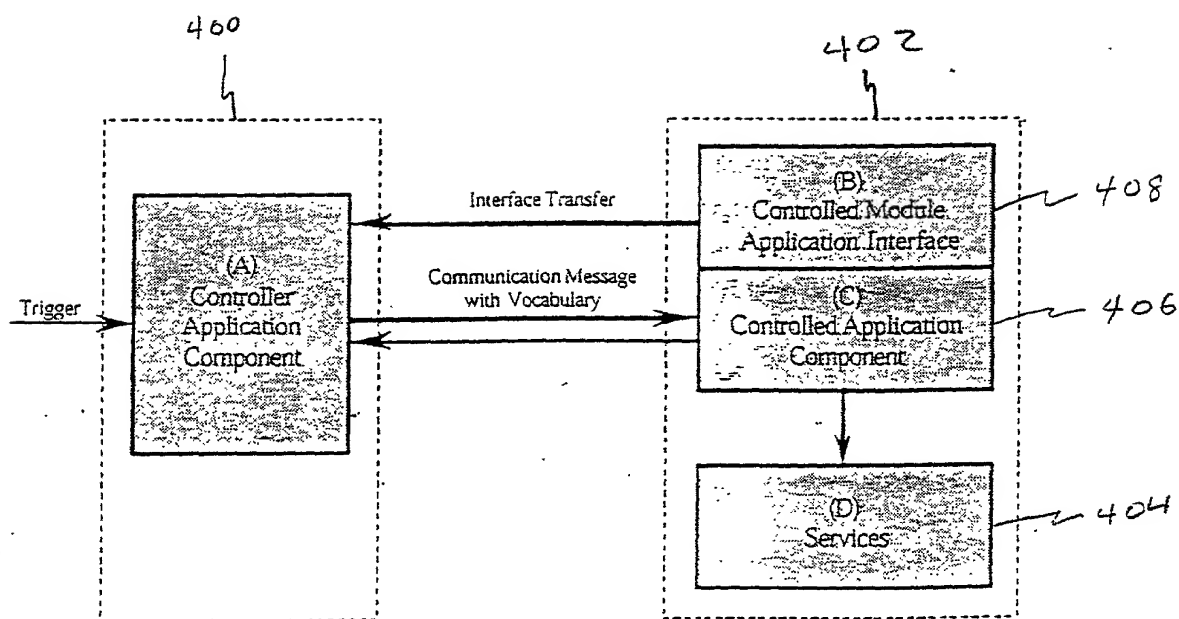 400
402
(B)
Controlled Module
Application Interface
408
Interface Transfer
(A)
Controller
Application
Component
Communication Message
with Vocabulary
Trigger
(C)
Controlled Application
Component
406
(D)
Services
404